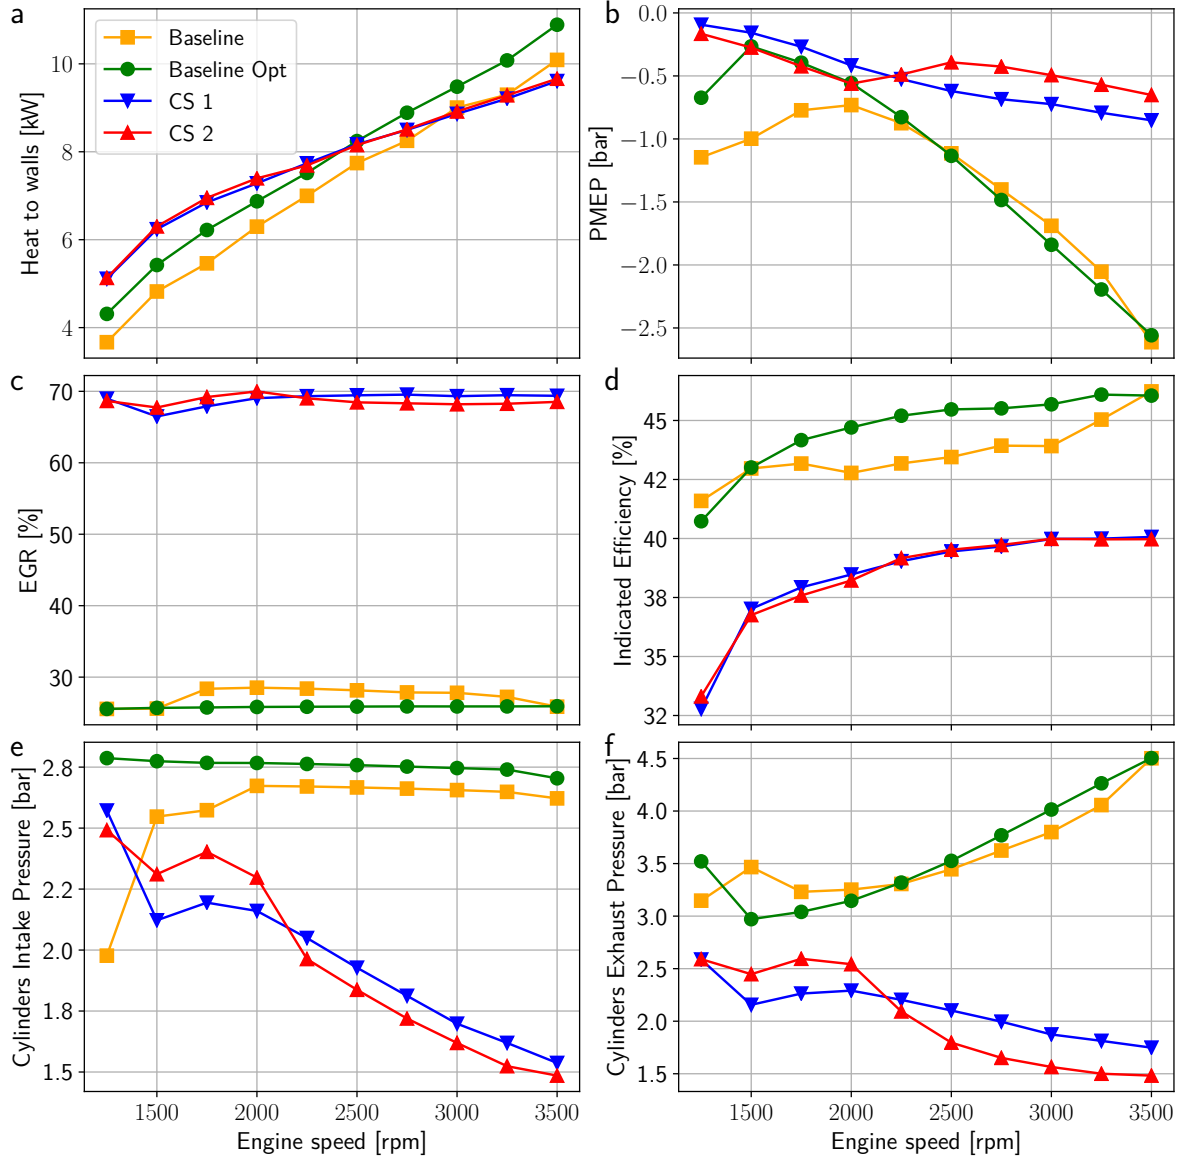 a
Heat to walls [kW]
10
8
6
4
Baseline
Baseline Opt
CS 1
CS 2
b
PMEP [bar]
0.0
−0.5
−1.0
−1.5
−2.0
−2.5
c
EGR [%]
70
60
50
40
30
d
Indicated Efficiency [%]
45
42
40
38
35
32
e
Cylinders Intake Pressure [bar]
2.8
2.5
2.2
2.0
1.8
1.5
1500 2000 2500 3000 3500
Engine speed [rpm]
f
Cylinders Exhaust Pressure [bar]
4.5
4.0
3.5
3.0
2.5
2.0
1.5
1500 2000 2500 3000 3500
Engine speed [rpm]